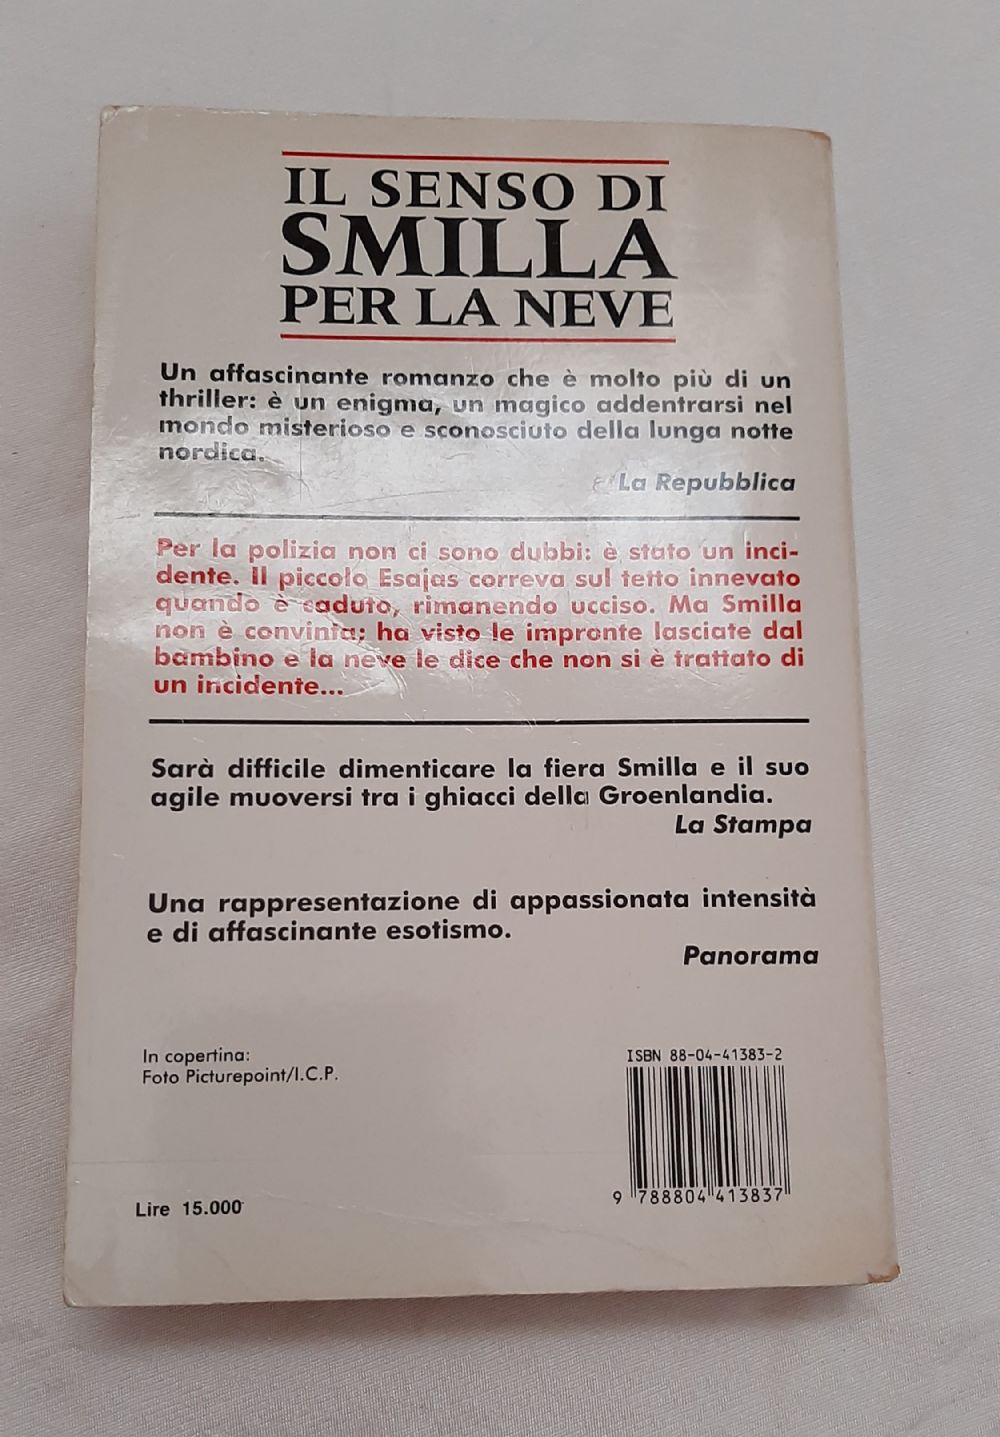 IL SENSO DI
SMILLA
PER LA NEVE
Un affascinante romanzo che è molto più di un
thriller: è un enigma, un magico addentrarsi nel
mondo misterioso e sconosciuto della lunga notte
nordica.
La Repubblica
Per la polizia non ci sono dubbi: è stato un inci-
dente. Il piccolo Esajas correva sul tetto innevato
quando è caduto, rimanendo ucciso. Ma Smilla
non è convinta; ha visto le impronte lasciate dal
bambino e la neve le dice che non si è trattato di
un incidente...
Sarà difficile dimenticare la fiera Smilla e il suo
agile muoversi tra i ghiacci della Groenlandia.
La Stampa
Una rappresentazione di appassionata intensità
e di affascinante esotismo.
Panorama
In copertina:
Foto Picturepoint/I.C.P.
ISBN 88-04-41383-2
9 788804 413837
Lire 15.000